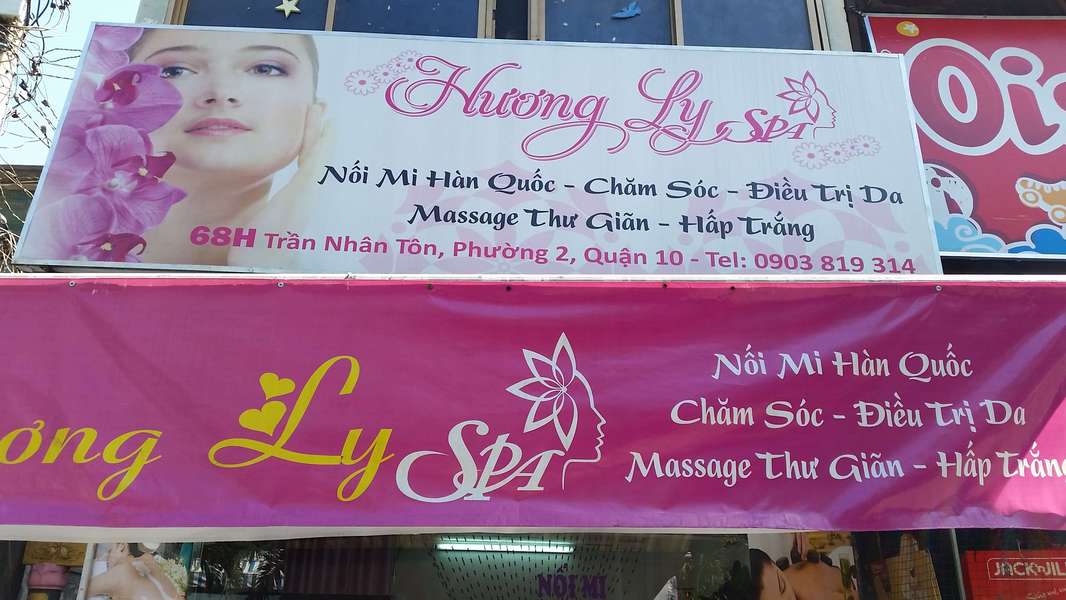 Hương Ly SPA
Nối Mi Hàn Quốc - Chăm Sóc - Điều Trị Da
Massage Thư Giãn - Hấp Trắng
68H Trần Nhân Tôn, Phường 2, Quận 10 - Tel: 0903 819 314
Ois
ơng Ly SPA
Nối Mi Hàn Quốc
Chăm Sóc - Điều Trị Da
Massage Thư Giãn - Hấp Trắng
NỐI MI
JACK'N JILL